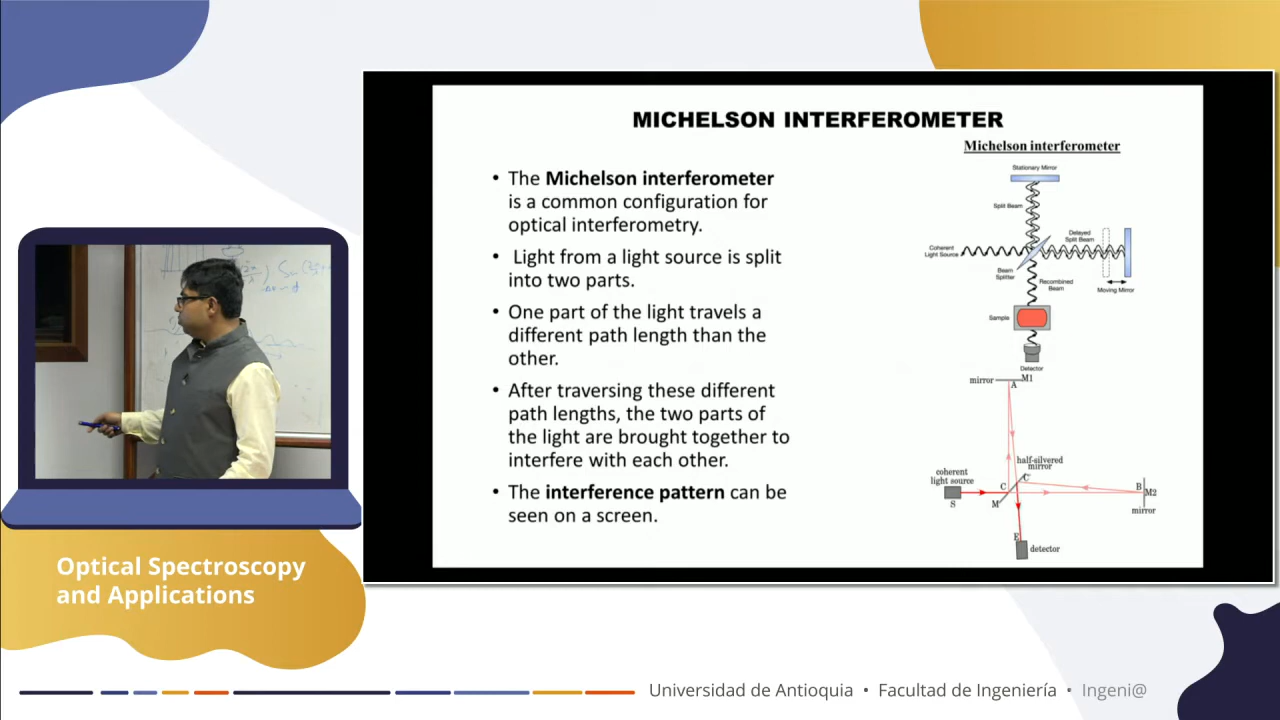 MICHELSON INTERFEROMETER
• The Michelson interferometer
is a common configuration for
optical interferometry.
• Light from a light source is split
into two parts.
• One part of the light travels a
different path length than the
other.
• After traversing these different
path lengths, the two parts of
the light are brought together to
interfere with each other.
• The interference pattern can be
seen on a screen.
Michelson interferometer
Stationary Mirror
Split Beam
Delayed
Split Beam
Coherent
Light Source
Beam
Splitter
Recombined
Beam
Moving Mirror
Sample
Detector
mirror
M1
A
half-silvered
mirror
coherent
light source
C
C'
B
M2
S
M
mirror
E
detector
Optical Spectroscopy
and Applications
Universidad de Antioquia • Facultad de Ingeniería • Ingeni@